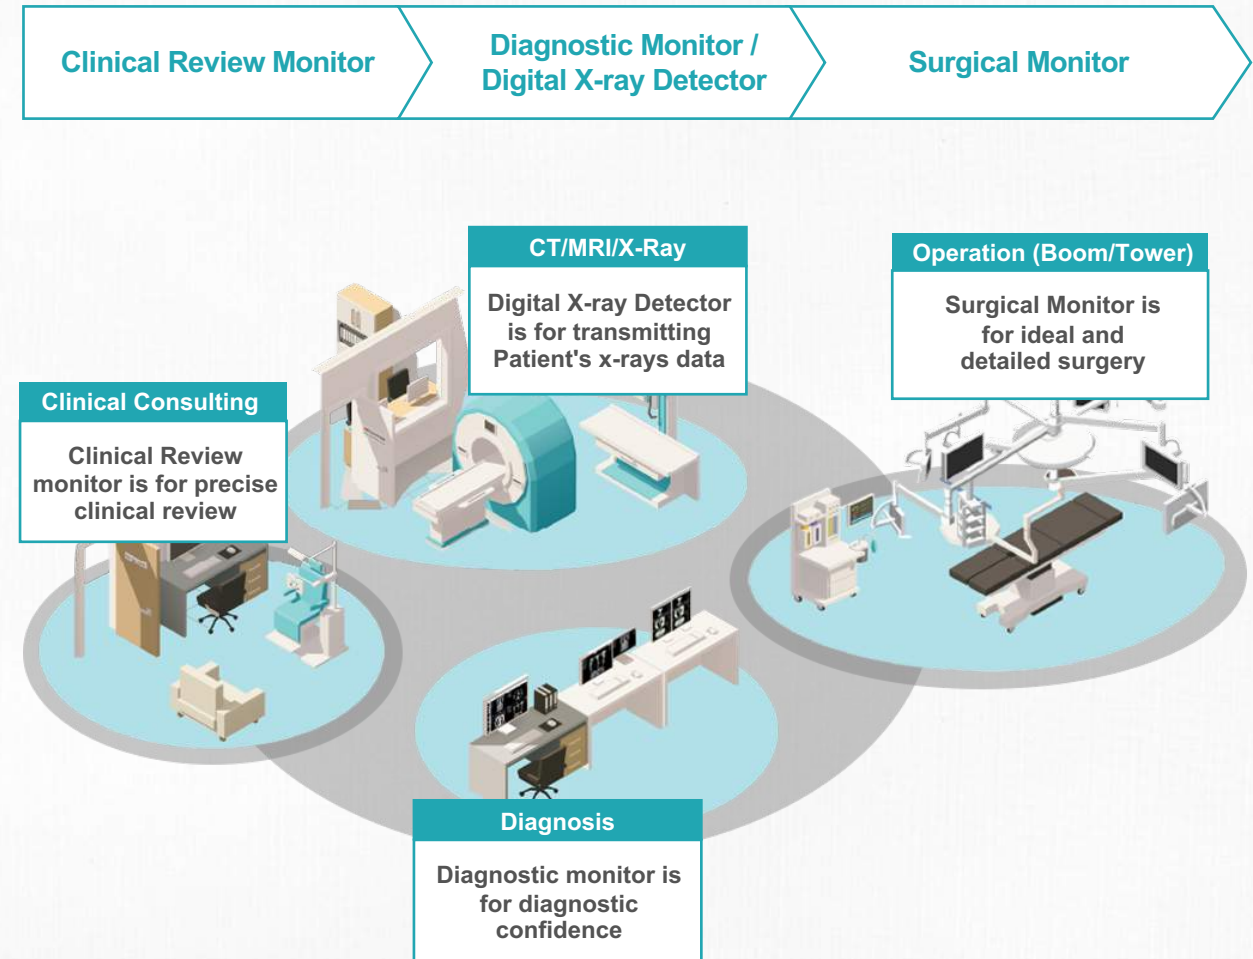 Clinical Review Monitor
Diagnostic Monitor /
Digital X-ray Detector
Surgical Monitor
CT/MRI/X-Ray
Digital X-ray Detector
is for transmitting
Patient's x-rays data
Operation (Boom/Tower)
Surgical Monitor is
for ideal and
detailed surgery
Clinical Consulting
Clinical Review
monitor is for precise
clinical review
Diagnosis
Diagnostic monitor is
for diagnostic
confidence